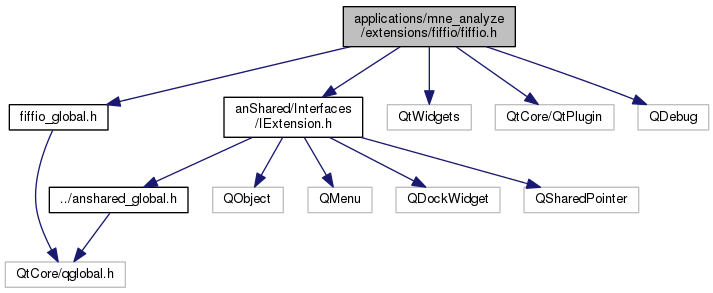 applications/mne_analyze
/extensions/fiffio/fiffio.h
fiffio_global.h
anShared/Interfaces
/IExtension.h
QtWidgets
QtCore/QtPlugin
QDebug
../anshared_global.h
QObject
QMenu
QDockWidget
QSharedPointer
QtCore/qglobal.h